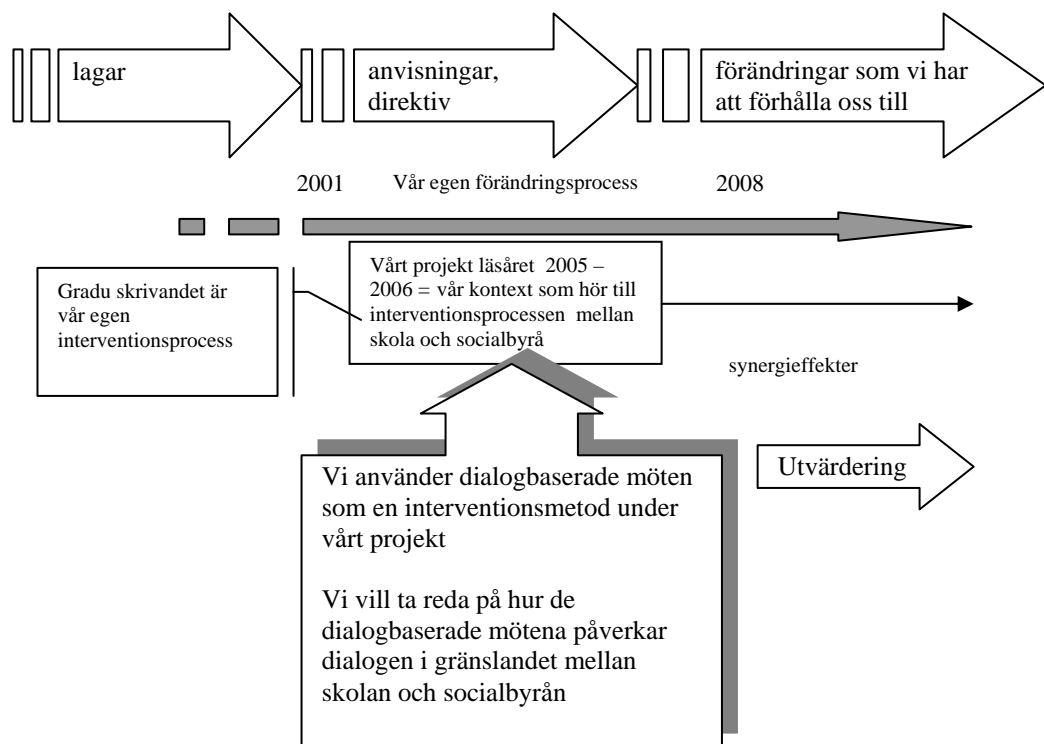 lagar
anvisningar,
direktiv
förändringar som vi har
att förhålla oss till
2001
Vår egen förändringsprocess
2008
Gradu skrivandet är
vår egen
interventionsprocess
Vårt projekt läsåret 2005 –
2006 = vår kontext som hör till
interventionsprocessen mellan
skola och socialbyrå
synergieffekter
Utvärdering
Vi använder dialogbaserade möten
som en interventionsmetod under
vårt projekt
Vi vill ta reda på hur de
dialogbaserade mötena påverkar
dialogen i gränslandet mellan
skolan och socialbyrån